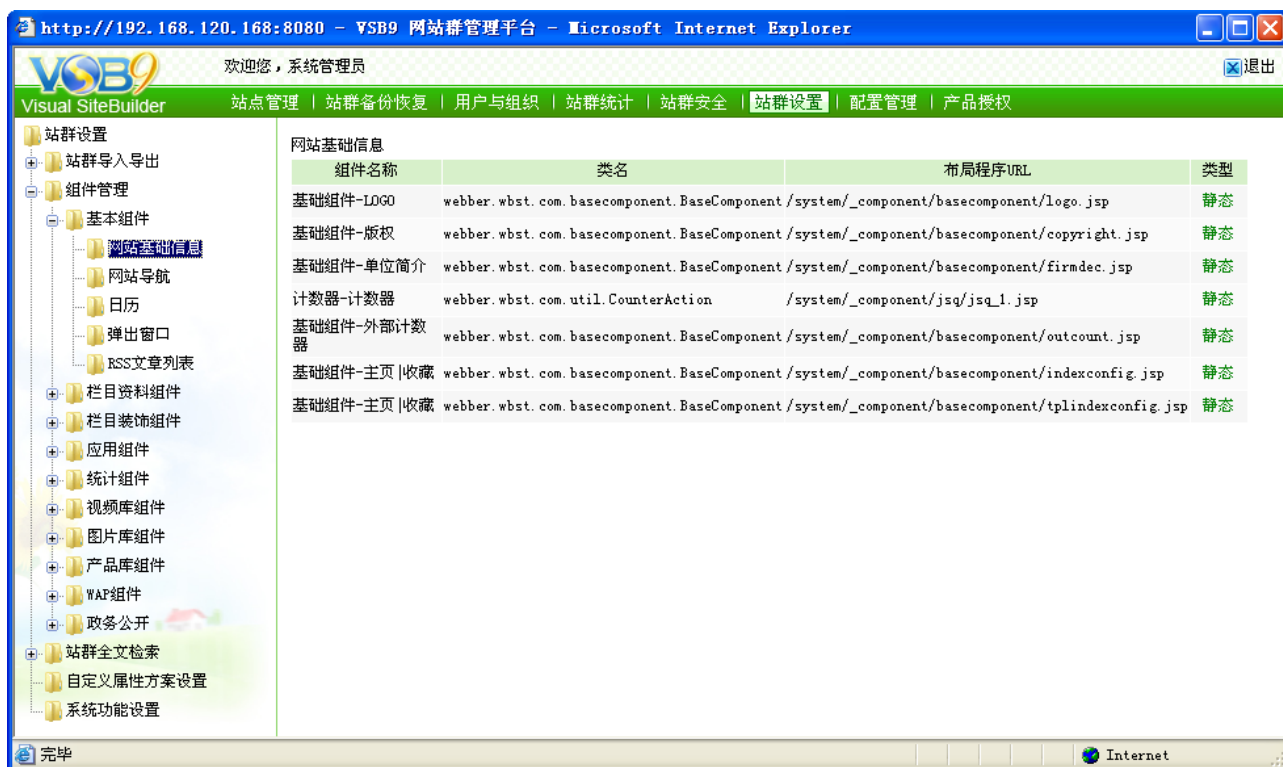 http://192.168.120.168:8080 - VSB9 网站群管理平台 - Microsoft Internet Explorer
VSB9
Visual SiteBuilder
欢迎您，系统管理员
退出
站点管理 | 站群备份恢复 | 用户与组织 | 站群统计 | 站群安全 | 站群设置 | 配置管理 | 产品授权
站群设置
站群导入导出
组件管理
基本组件
网站基础信息
网站导航
日历
弹出窗口
RSS文章列表
栏目资料组件
栏目装饰组件
应用组件
统计组件
视频库组件
图片库组件
产品库组件
WAP组件
政务公开
站群全文检索
自定义属性方案设置
系统功能设置
网站基础信息
组件名称 类名 布局程序URL 类型
基础组件-LOGO webber.wbst.com.basecomponent.BaseComponent /system/_component/basecomponent/logo.jsp 静态
基础组件-版权 webber.wbst.com.basecomponent.BaseComponent /system/_component/basecomponent/copyright.jsp 静态
基础组件-单位简介 webber.wbst.com.basecomponent.BaseComponent /system/_component/basecomponent/firmdec.jsp 静态
计数器-计数器 webber.wbst.com.util.CounterAction /system/_component/jsq/jsq_1.jsp 静态
基础组件-外部计数
器 webber.wbst.com.basecomponent.BaseComponent /system/_component/basecomponent/outcount.jsp 静态
基础组件-主页|收藏 webber.wbst.com.basecomponent.BaseComponent /system/_component/basecomponent/indexconfig.jsp 静态
基础组件-主页|收藏 webber.wbst.com.basecomponent.BaseComponent /system/_component/basecomponent/tplindexconfig.jsp 静态
完毕
Internet